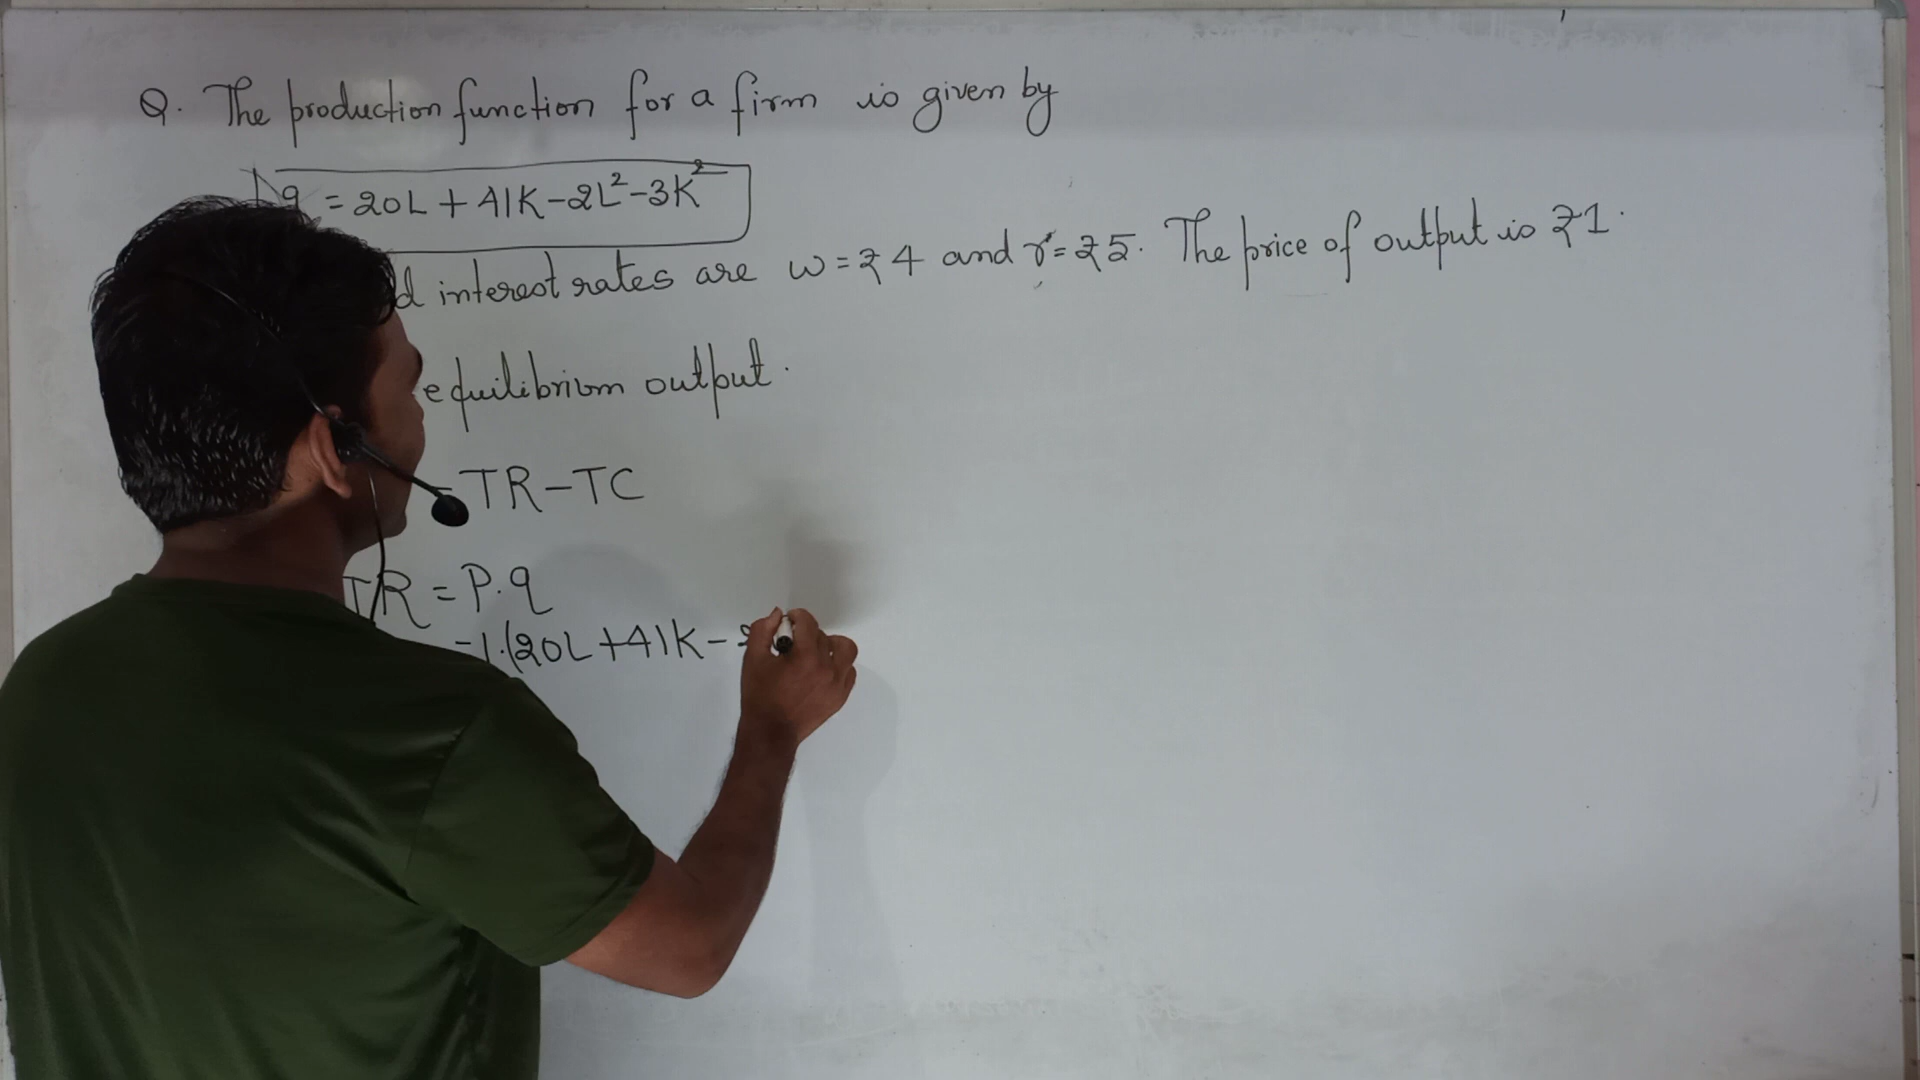 Q. The production function for a firm is given by
q = 20L + 41K - 2L² - 3K²
interest rates are w = ₹4 and r = ₹5. The price of output is ₹1.
equilibrium output.
= TR - TC
TR = P.q
= 1.(20L + 41K - 2